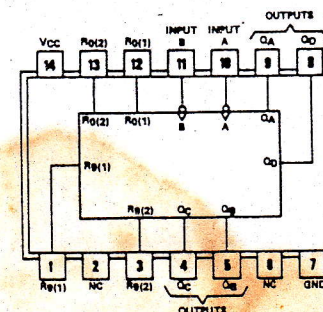 OUTPUTS
INPUT INPUT
VCC R0(2) R0(1) B A QA QD
14 13 12 11 10 9 8
R0(2) R0(1) B A QA
R9(1) QD
R9(2) QC QB
1 2 3 4 5 6 7
R9(1) NC R9(2) QC QB NC GND
OUTPUTS